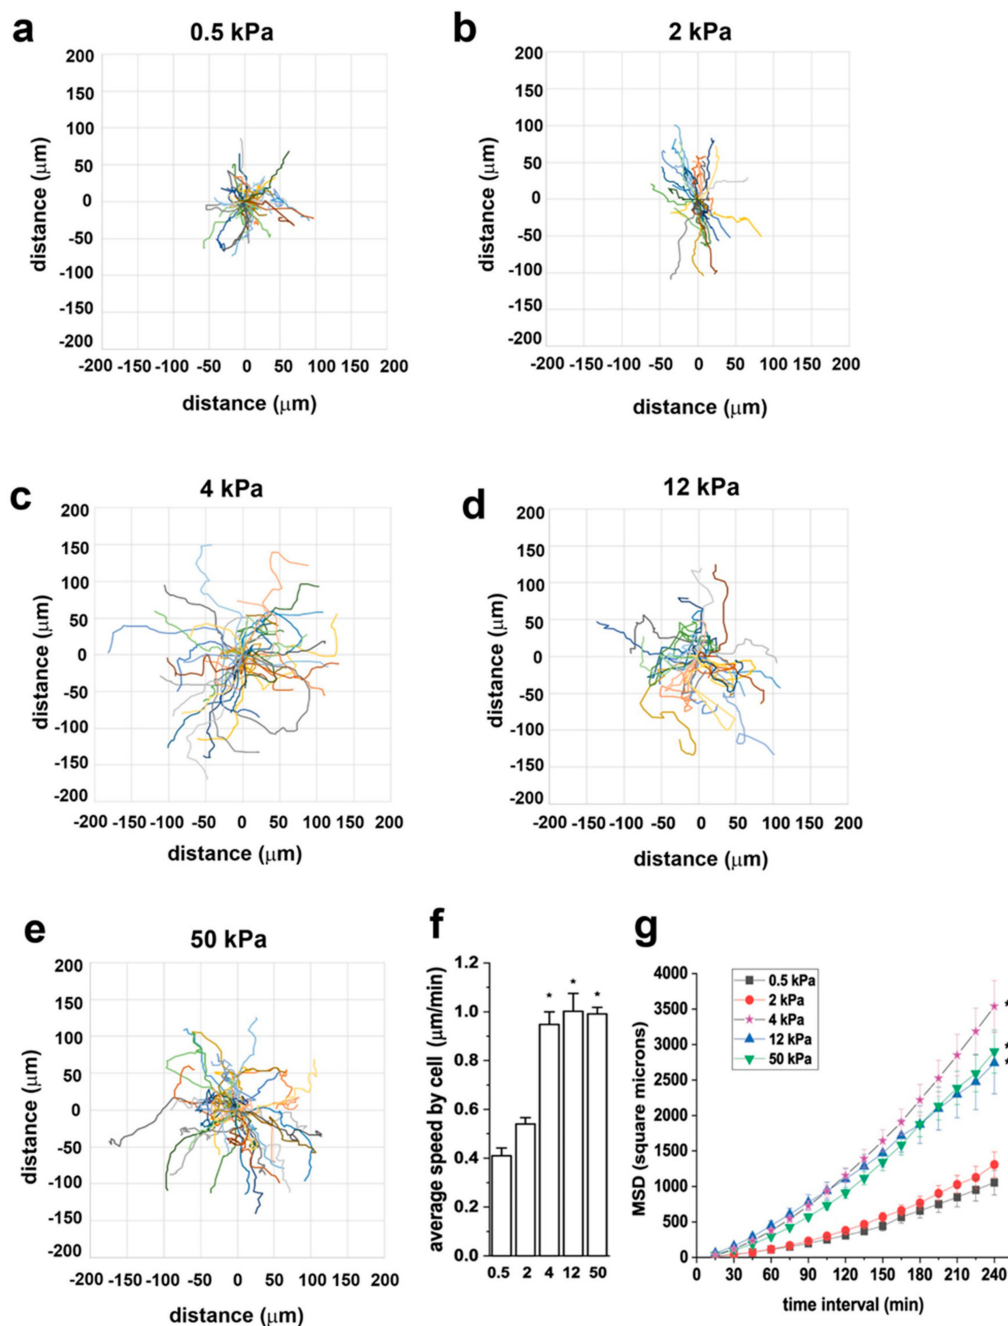 a
0.5 kPa
200
150
100
50
0
-50
-100
-150
-200
distance (μm)
-200 -150 -100 -50 0 50 100 150 200
distance (μm)
b
2 kPa
200
150
100
50
0
-50
-100
-150
-200
distance (μm)
-200 -150 -100 -50 0 50 100 150 200
distance (μm)
c
4 kPa
200
150
100
50
0
-50
-100
-150
-200
distance (μm)
-200 -150 -100 -50 0 50 100 150 200
distance (μm)
d
12 kPa
200
150
100
50
0
-50
-100
-150
-200
distance (μm)
-200 -150 -100 -50 0 50 100 150 200
distance (μm)
e
50 kPa
200
150
100
50
0
-50
-100
-150
-200
distance (μm)
-200 -150 -100 -50 0 50 100 150 200
distance (μm)
f
1.2
1.0
0.8
0.6
0.4
0.2
0.0
average speed by cell (μm/min)
* * *
0.5 2 4 12 50
g
4000
3500
3000
2500
2000
1500
1000
500
0
MSD (square microns)
0.5 kPa
2 kPa
4 kPa
12 kPa
50 kPa
*
*
*
0 30 60 90 120 150 180 210 240
time interval (min)